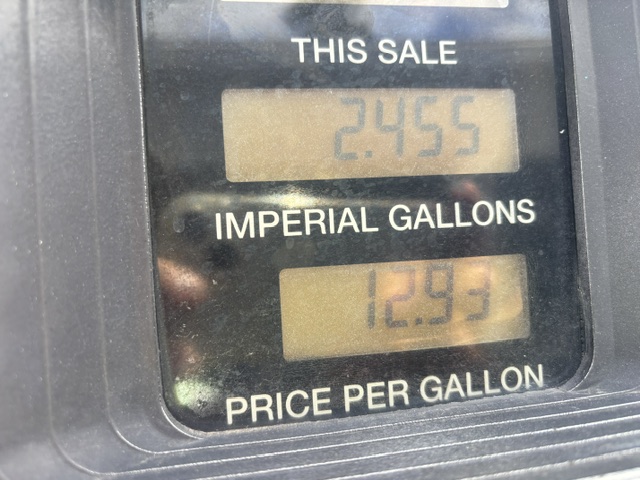 THIS SALE
2.455
IMPERIAL GALLONS
12.93
PRICE PER GALLON